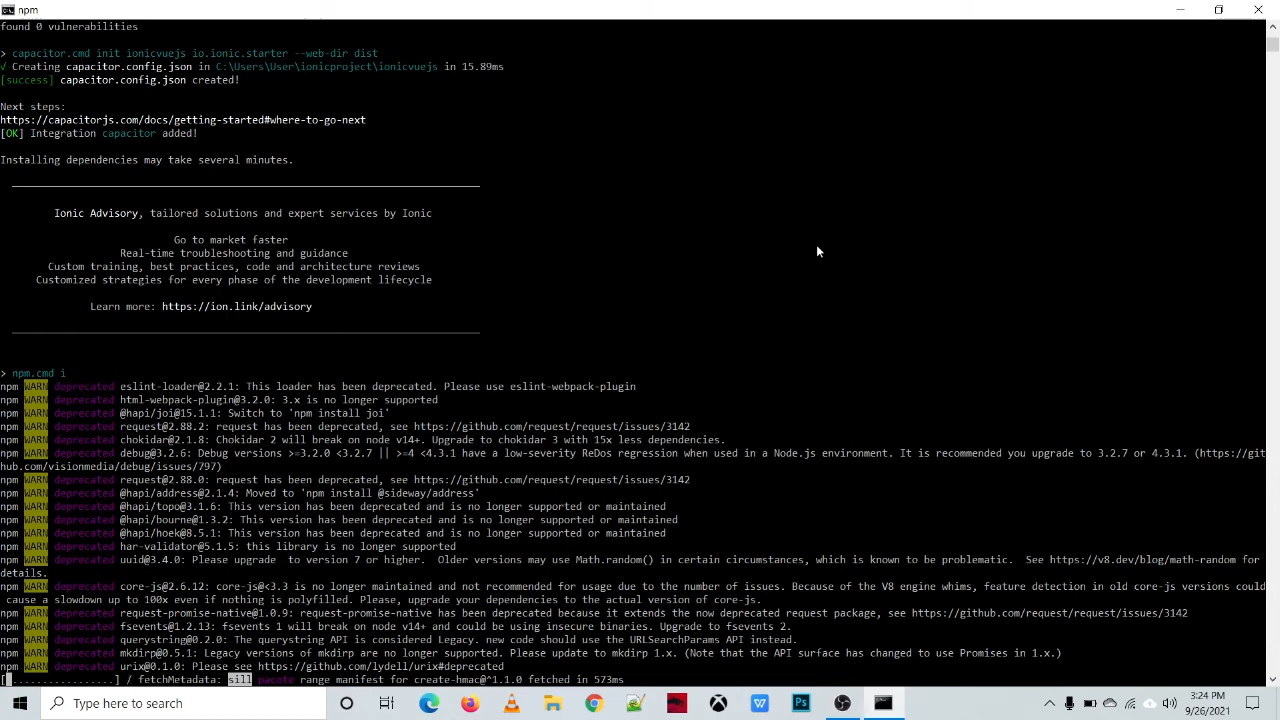 npm
found 0 vulnerabilities
> capacitor.cmd init ionicvuejs io.ionic.starter --web-dir dist
√ Creating capacitor.config.json in C:\Users\User\ionicproject\ionicvuejs in 15.89ms
[success] capacitor.config.json created!
Next steps:
https://capacitorjs.com/docs/getting-started#where-to-go-next
[OK] Integration capacitor added!
Installing dependencies may take several minutes.
Ionic Advisory, tailored solutions and expert services by Ionic
Go to market faster
Real-time troubleshooting and guidance
Custom training, best practices, code and architecture reviews
Customized strategies for every phase of the development lifecycle
Learn more: https://ion.link/advisory
> npm.cmd i
npm WARN deprecated eslint-loader@2.2.1: This loader has been deprecated. Please use eslint-webpack-plugin
npm WARN deprecated html-webpack-plugin@3.2.0: 3.x is no longer supported
npm WARN deprecated @hapi/joi@15.1.1: Switch to 'npm install joi'
npm WARN deprecated request@2.88.2: request has been deprecated, see https://github.com/request/request/issues/3142
npm WARN deprecated chokidar@2.1.8: Chokidar 2 will break on node v14+. Upgrade to chokidar 3 with 15x less dependencies.
npm WARN deprecated debug@3.2.6: Debug versions >=3.2.0 <3.2.7 || >=4 <4.3.1 have a low-severity ReDos regression when used in a Node.js environment. It is recommended you upgrade to 3.2.7 or 4.3.1. (https://git
hub.com/visionmedia/debug/issues/797)
npm WARN deprecated request@2.88.0: request has been deprecated, see https://github.com/request/request/issues/3142
npm WARN deprecated @hapi/address@2.1.4: Moved to 'npm install @sideway/address'
npm WARN deprecated @hapi/topo@3.1.6: This version has been deprecated and is no longer supported or maintained
npm WARN deprecated @hapi/bourne@1.3.2: This version has been deprecated and is no longer supported or maintained
npm WARN deprecated @hapi/hoek@8.5.1: This version has been deprecated and is no longer supported or maintained
npm WARN deprecated har-validator@5.1.5: this library is no longer supported
npm WARN deprecated uuid@3.4.0: Please upgrade  to version 7 or higher.  Older versions may use Math.random() in certain circumstances, which is known to be problematic.  See https://v8.dev/blog/math-random for
details.
npm WARN deprecated core-js@2.6.12: core-js@<3.3 is no longer maintained and not recommended for usage due to the number of issues. Because of the V8 engine whims, feature detection in old core-js versions could
cause a slowdown up to 100x even if nothing is polyfilled. Please, upgrade your dependencies to the actual version of core-js.
npm WARN deprecated request-promise-native@1.0.9: request-promise-native has been deprecated because it extends the now deprecated request package, see https://github.com/request/request/issues/3142
npm WARN deprecated fsevents@1.2.13: fsevents 1 will break on node v14+ and could be using insecure binaries. Upgrade to fsevents 2.
npm WARN deprecated querystring@0.2.0: The querystring API is considered Legacy. new code should use the URLSearchParams API instead.
npm WARN deprecated mkdirp@0.5.1: Legacy versions of mkdirp are no longer supported. Please update to mkdirp 1.x. (Note that the API surface has changed to use Promises in 1.x.)
npm WARN deprecated urix@0.1.0: Please see https://github.com/lydell/urix#deprecated
[ .................] / fetchMetadata: sill pacote range manifest for create-hmac@^1.1.0 fetched in 573ms
Type here to search
Ps
3:24 PM
9/26/2021